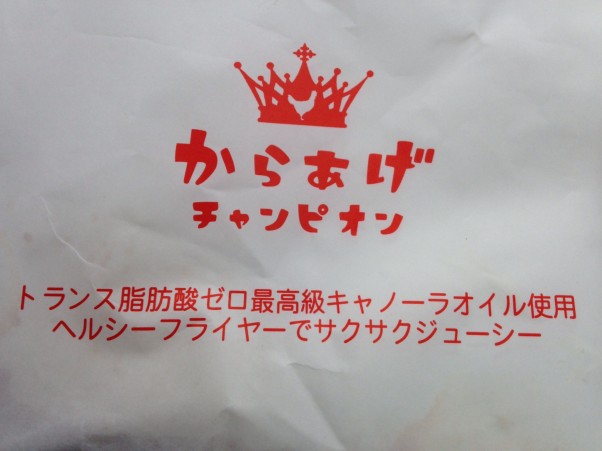 からあげ
チャンピオン
トランス脂肪酸ゼロ最高級キャノーラオイル使用
ヘルシーフライヤーでサクサクジューシー